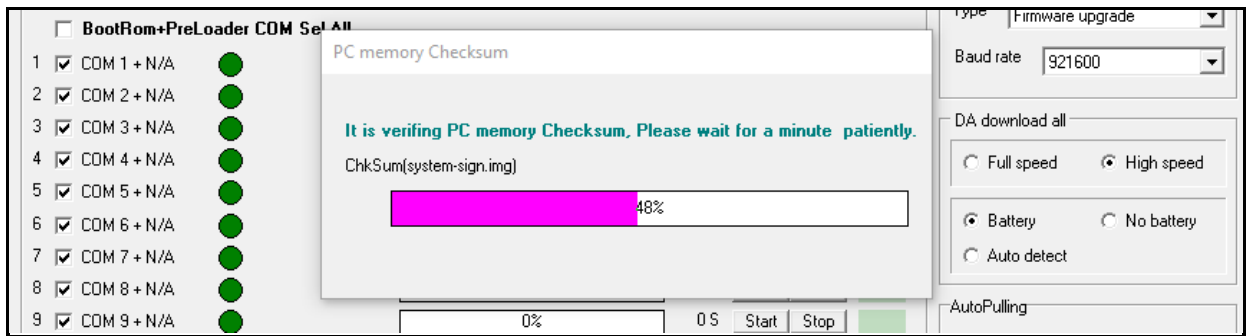 BootRom+PreLoader COM Sel All
Type Firmware upgrade
PC memory Checksum
1 COM 1 + N/A
Baud rate 921600
2 COM 2 + N/A
3 COM 3 + N/A
It is verifing PC memory Checksum, Please wait for a minute patiently.
DA download all
4 COM 4 + N/A
ChkSum(system-sign.img)
Full speed High speed
5 COM 5 + N/A
48%
6 COM 6 + N/A
Battery No battery
7 COM 7 + N/A
Auto detect
8 COM 8 + N/A
AutoPulling
9 COM 9 + N/A 0% 0 S Start Stop